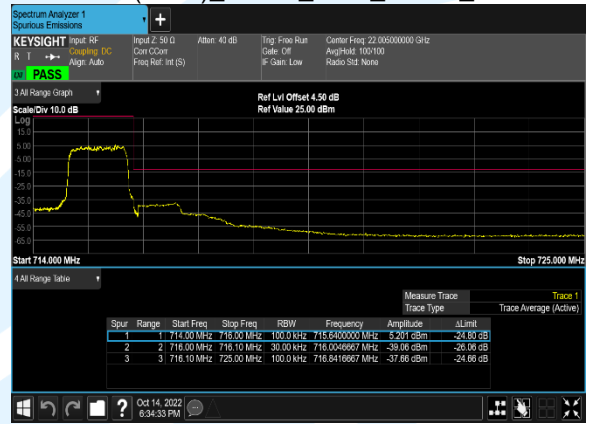 Spectrum Analyzer 1
Spurious Emissions
KEYSIGHT Input: RF Input Z: 50 Ω Atten: 40 dB Trig: Free Run Center Freq: 22.005000000 GHz
R T Coupling: DC Corr CCorr Gate: Off Avg|Hold: 100/100
Align: Auto Freq Ref: Int (S) IF Gain: Low Radio Std: None
PASS
3 All Range Graph
Ref Lvl Offset 4.50 dB
Scale/Div 10.0 dB Ref Value 25.00 dBm
Log
15.0
5.00
-5.00
-15.0
-25.0
-35.0
-45.0
-55.0
-65.0
Start 714.000 MHz Stop 725.000 MHz
4 All Range Table
Measure Trace Trace 1
Trace Type Trace Average (Active)
Spur Range Start Freq Stop Freq RBW Frequency Amplitude ΔLimit
1 1 714.00 MHz 716.00 MHz 100.0 kHz 715.6400000 MHz 5.201 dBm -24.80 dB
2 2 716.00 MHz 716.10 MHz 30.00 kHz 716.0046667 MHz -39.06 dBm -26.06 dB
3 3 716.10 MHz 725.00 MHz 100.0 kHz 716.8416667 MHz -37.66 dBm -24.66 dB
Oct 14, 2022
6:34:33 PM